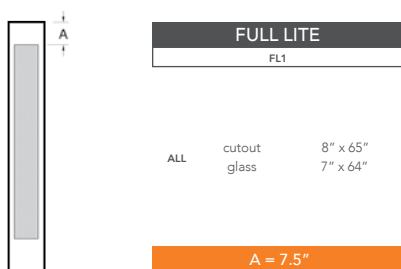 A
FULL LITE
FL1
ALL
cutout 8” x 65”
glass 7” x 64”
A = 7.5”